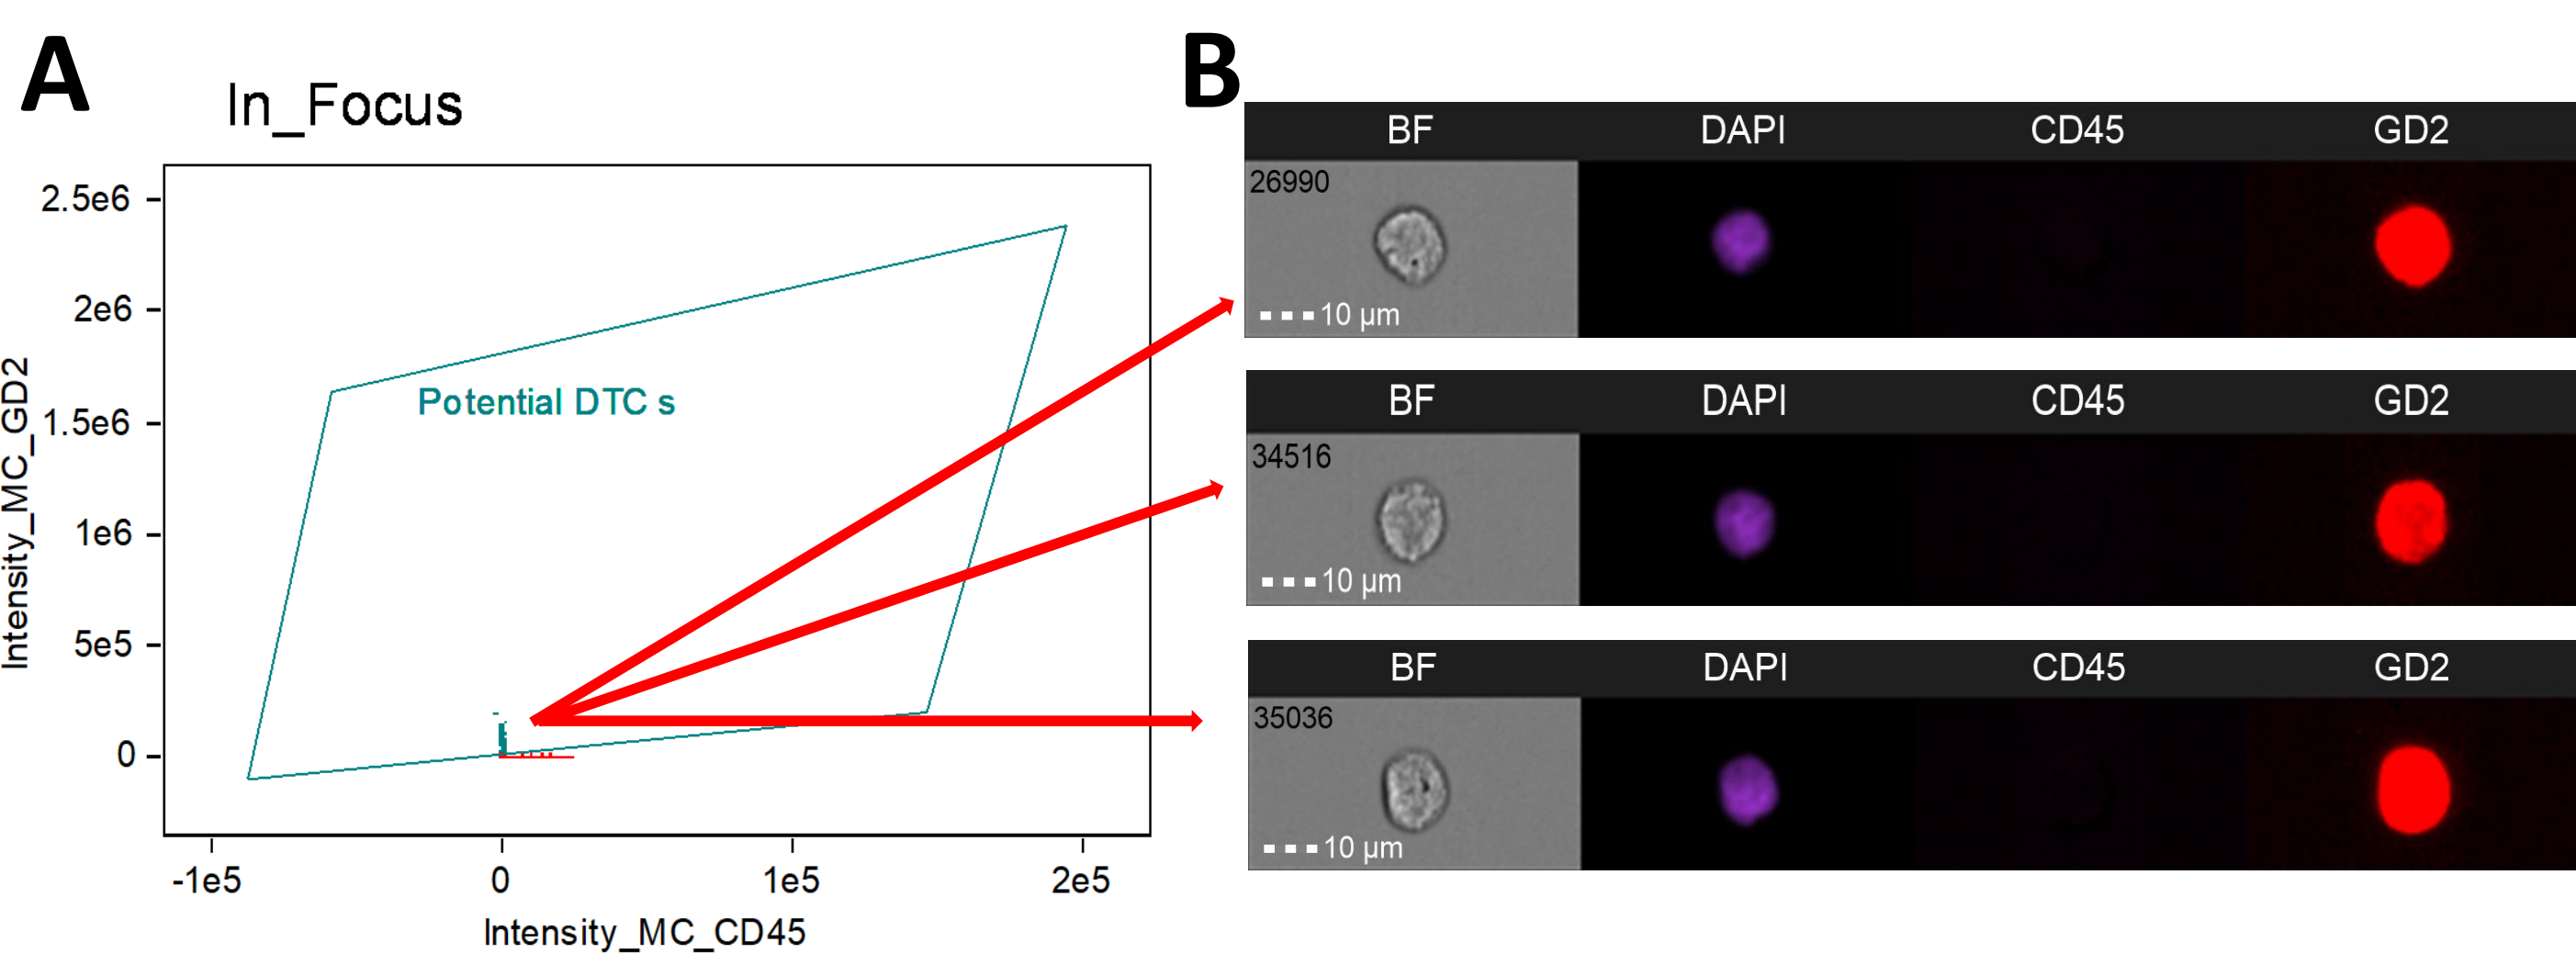 A
In_Focus
Intensity_MC_GD2
2.5e6
2e6
1.5e6
1e6
5e5
0
Potential DTC s
-1e5 0 1e5 2e5
Intensity_MC_CD45
B
BF DAPI CD45 GD2
26990
10 µm
BF DAPI CD45 GD2
34516
10 µm
BF DAPI CD45 GD2
35036
10 µm